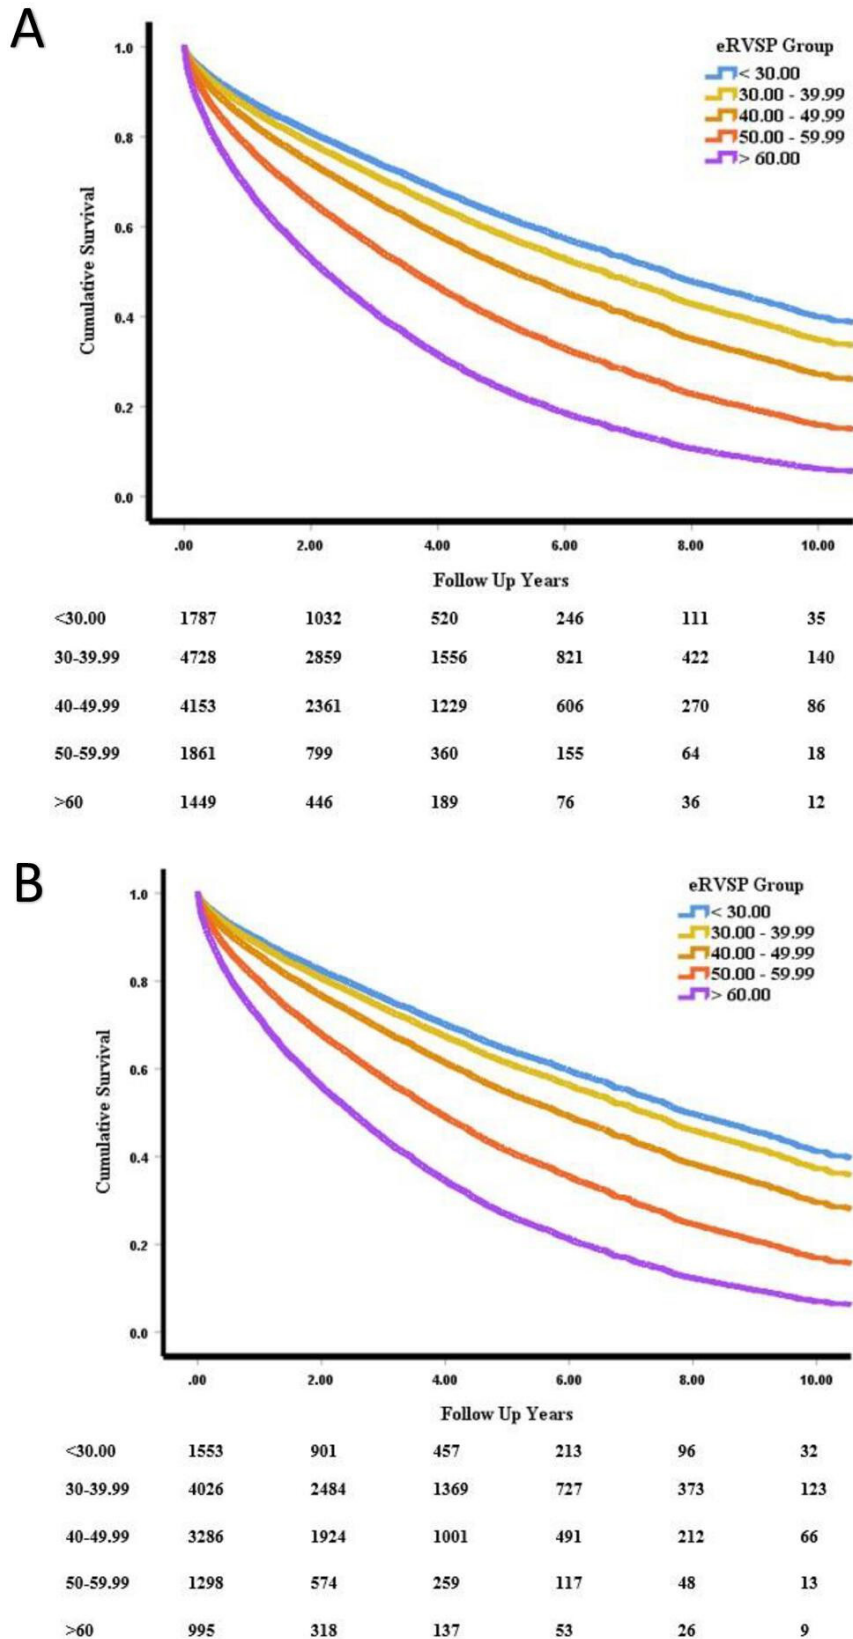 A
eRVSP Group
< 30.00
30.00 - 39.99
40.00 - 49.99
50.00 - 59.99
> 60.00
1.0
0.8
0.6
0.4
0.2
0.0
Cumulative Survival
.00 2.00 4.00 6.00 8.00 10.00
Follow Up Years
<30.00 1787 1032 520 246 111 35
30-39.99 4728 2859 1556 821 422 140
40-49.99 4153 2361 1229 606 270 86
50-59.99 1861 799 360 155 64 18
>60 1449 446 189 76 36 12
B
eRVSP Group
< 30.00
30.00 - 39.99
40.00 - 49.99
50.00 - 59.99
> 60.00
1.0
0.8
0.6
0.4
0.2
0.0
Cumulative Survival
.00 2.00 4.00 6.00 8.00 10.00
Follow Up Years
<30.00 1553 901 457 213 96 32
30-39.99 4026 2484 1369 727 373 123
40-49.99 3286 1924 1001 491 212 66
50-59.99 1298 574 259 117 48 13
>60 995 318 137 53 26 9